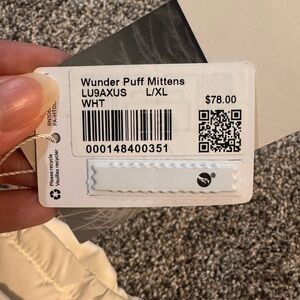 Wunder Puff Mittens
LU9AXUS L/XL
WHT
$78.00
000148400351
Please recycle
Veuillez recycler